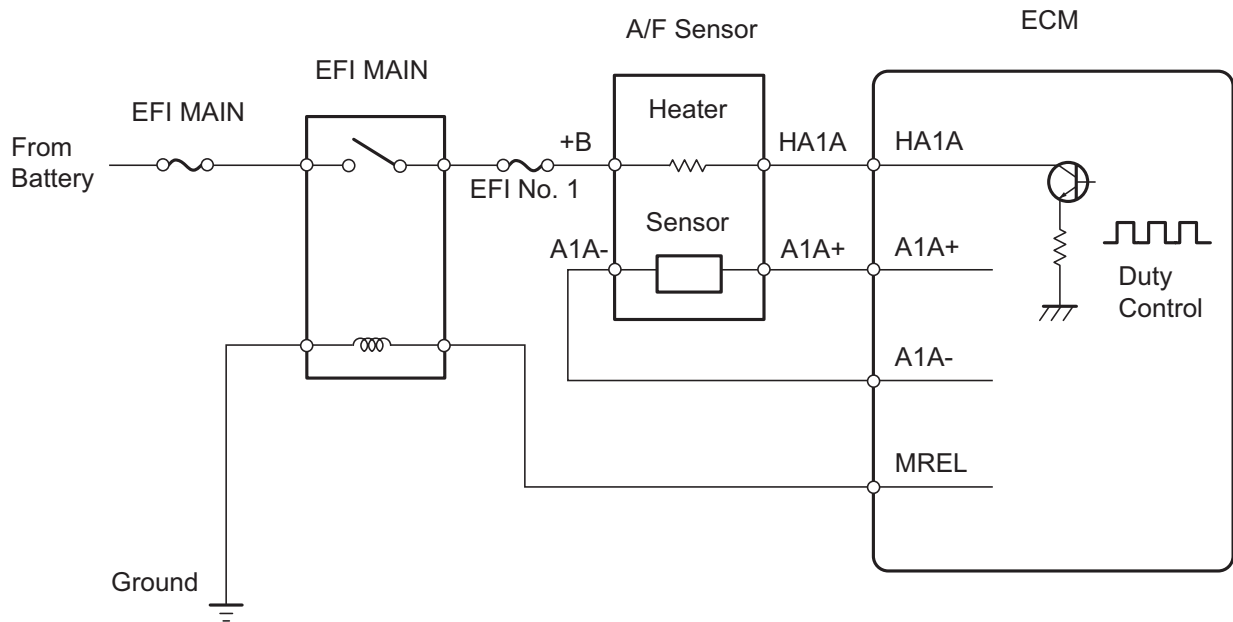 ECM
A/F Sensor
EFI MAIN
EFI MAIN
Heater
From
Battery
+B
HA1A
HA1A
EFI No. 1
Sensor
A1A-
A1A+
A1A+
Duty
Control
A1A-
MREL
Ground